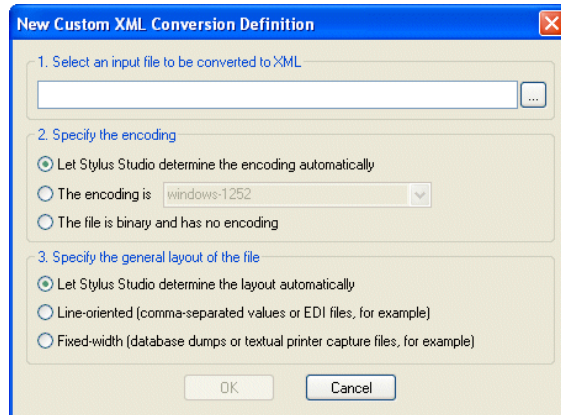 New Custom XML Conversion Definition
1. Select an input file to be converted to XML
...
2. Specify the encoding
Let Stylus Studio determine the encoding automatically
The encoding is windows-1252
The file is binary and has no encoding
3. Specify the general layout of the file
Let Stylus Studio determine the layout automatically
Line-oriented (comma-separated values or EDI files, for example)
Fixed-width (database dumps or textual printer capture files, for example)
OK Cancel